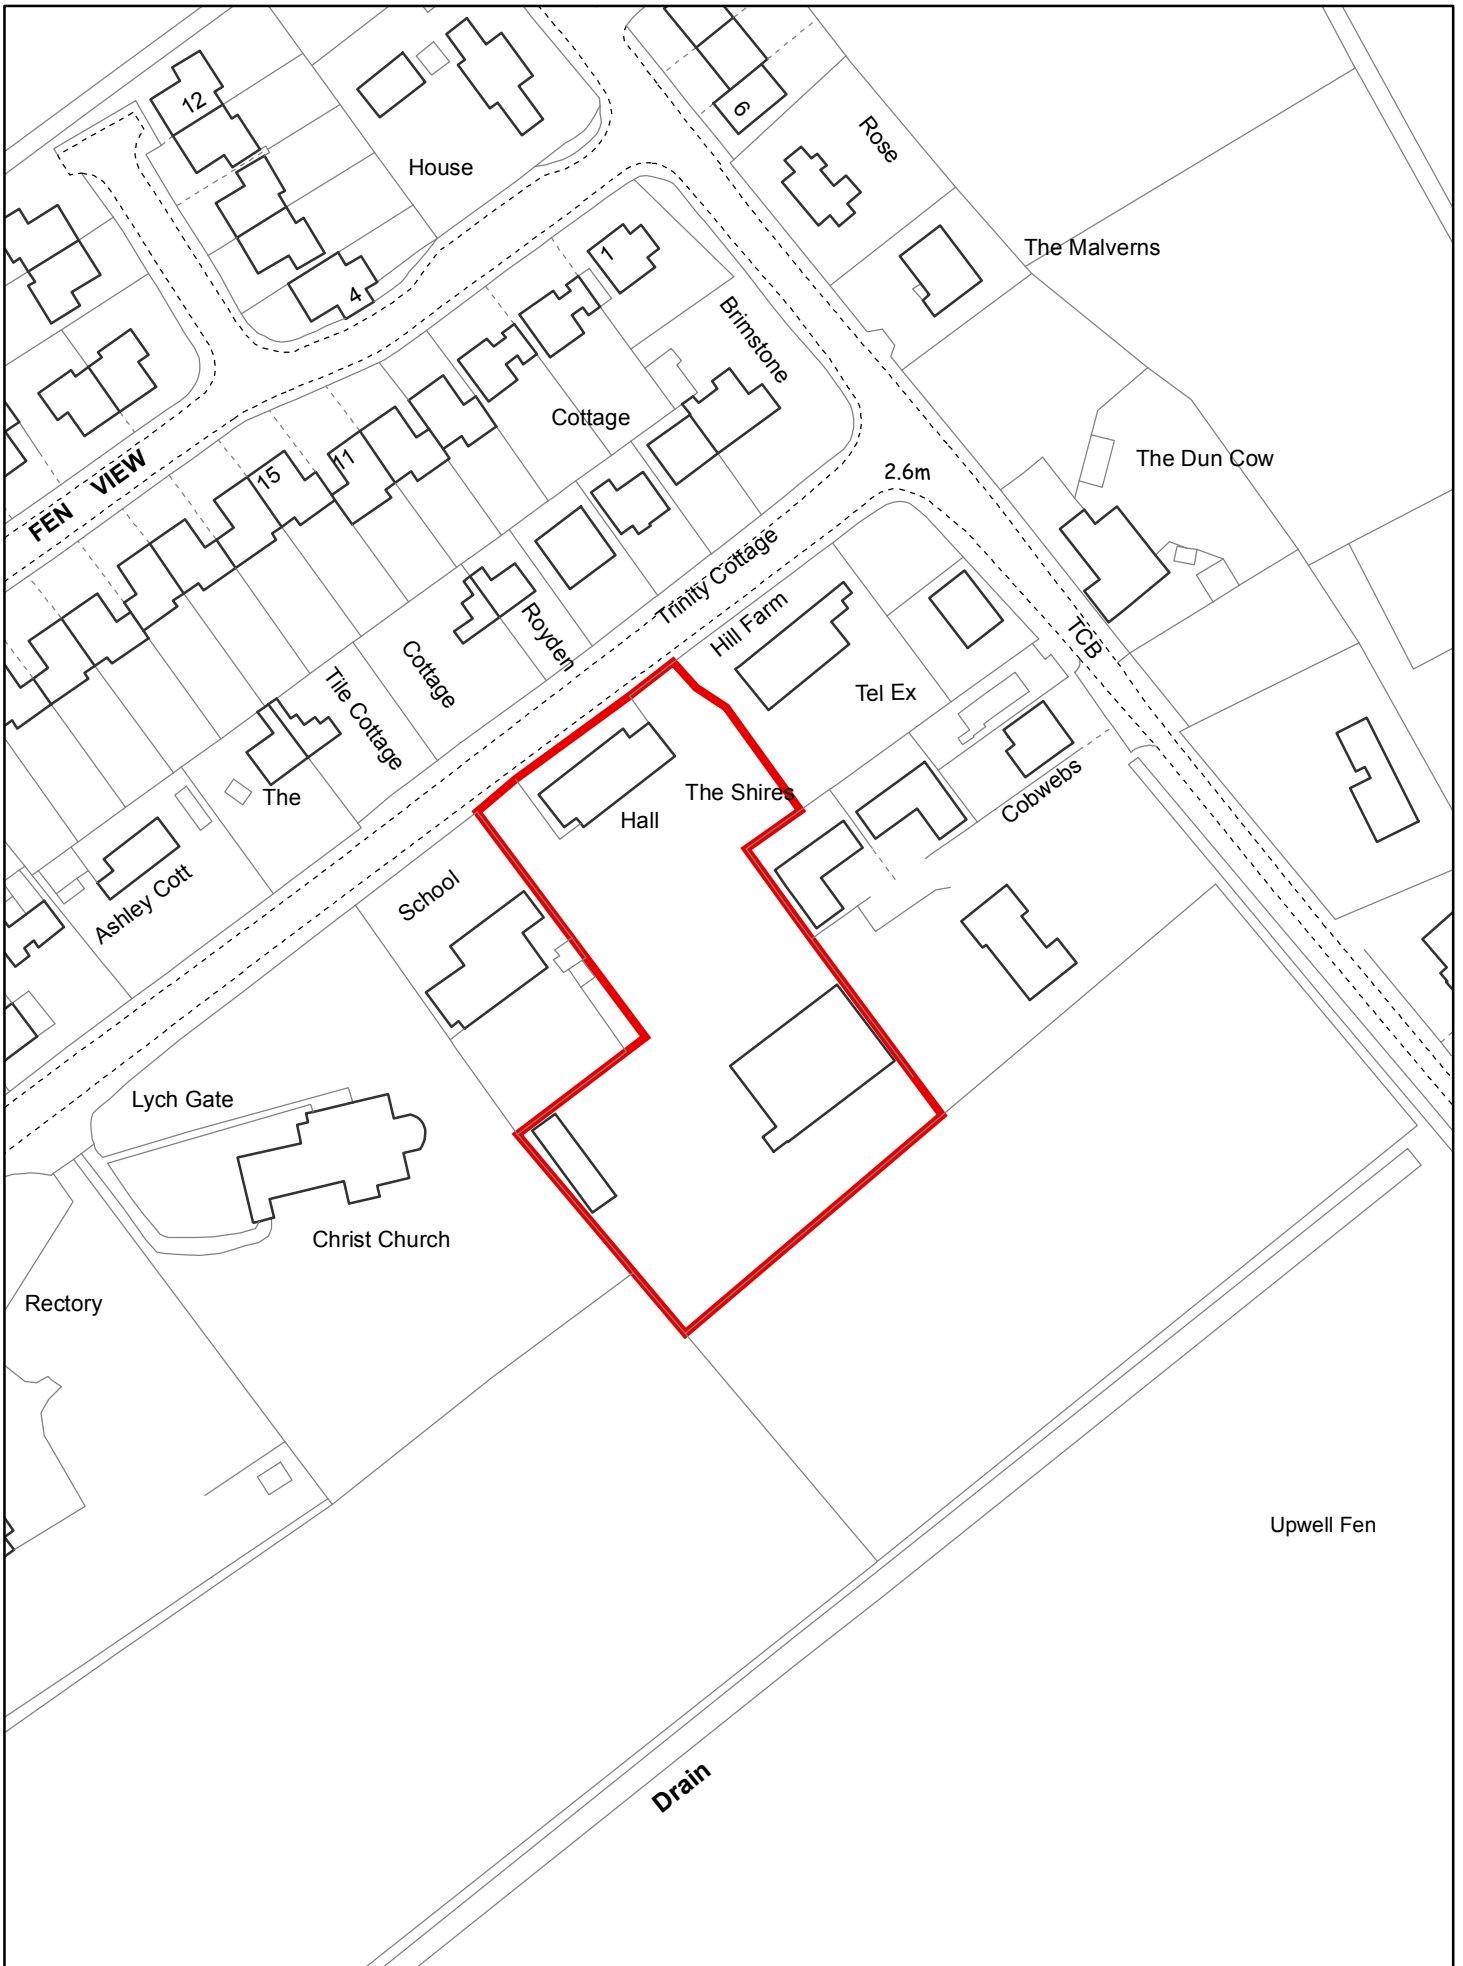 12
House
6
Rose
The Malverns
1
4
Brimstone
Cottage
The Dun Cow
2.6m
FEN VIEW
15
11
Trinity Cottage
Hill Farm
TCB
Royden
Cottage
Tile Cottage
Tel Ex
The
The Shires
Hall
Cobwebs
School
Ashley Cott
Lych Gate
Christ Church
Rectory
Upwell Fen
Drain